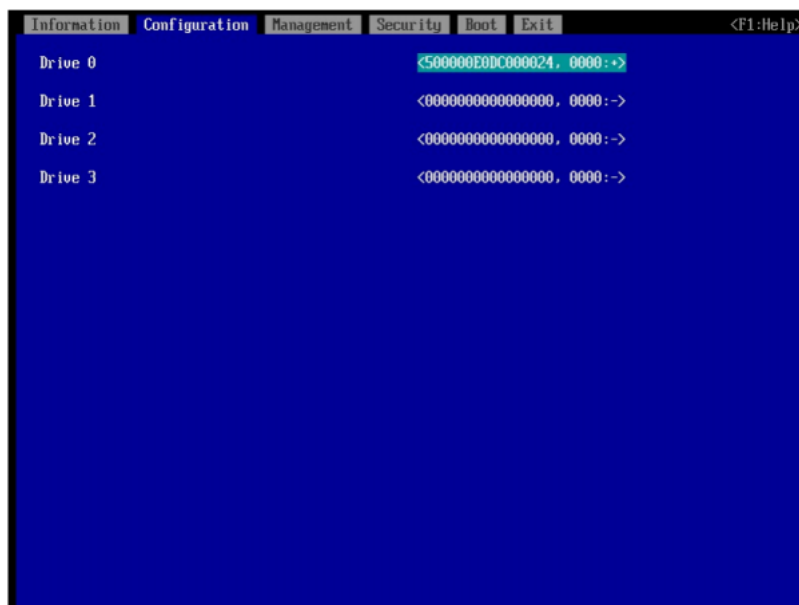 Information Configuration Management Security Boot Exit <F1:Help>
Drive 0 <500000E0DC000024, 0000:+>
Drive 1 <0000000000000000, 0000:->
Drive 2 <0000000000000000, 0000:->
Drive 3 <0000000000000000, 0000:->